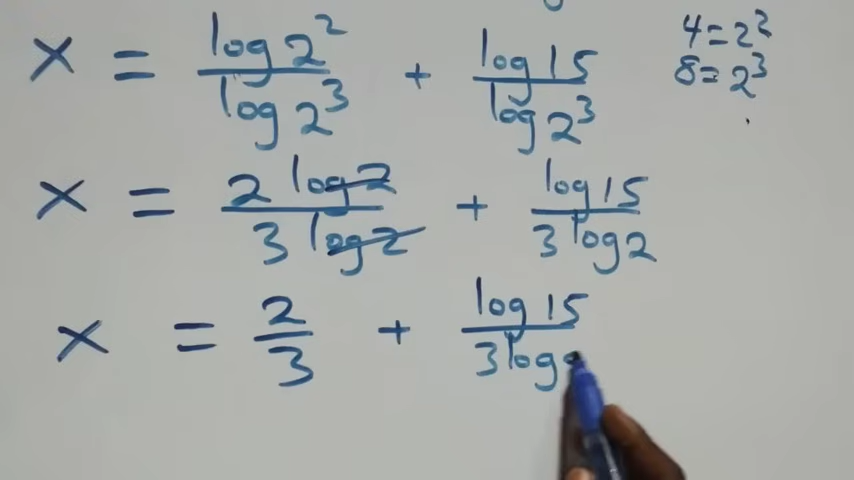 x = log 2² / log 2³ + log 15 / log 2³
4 = 2²
8 = 2³
x = 2 log 2 / 3 log 2 + log 15 / 3 log 2
x = 2/3 + log 15 / 3 log